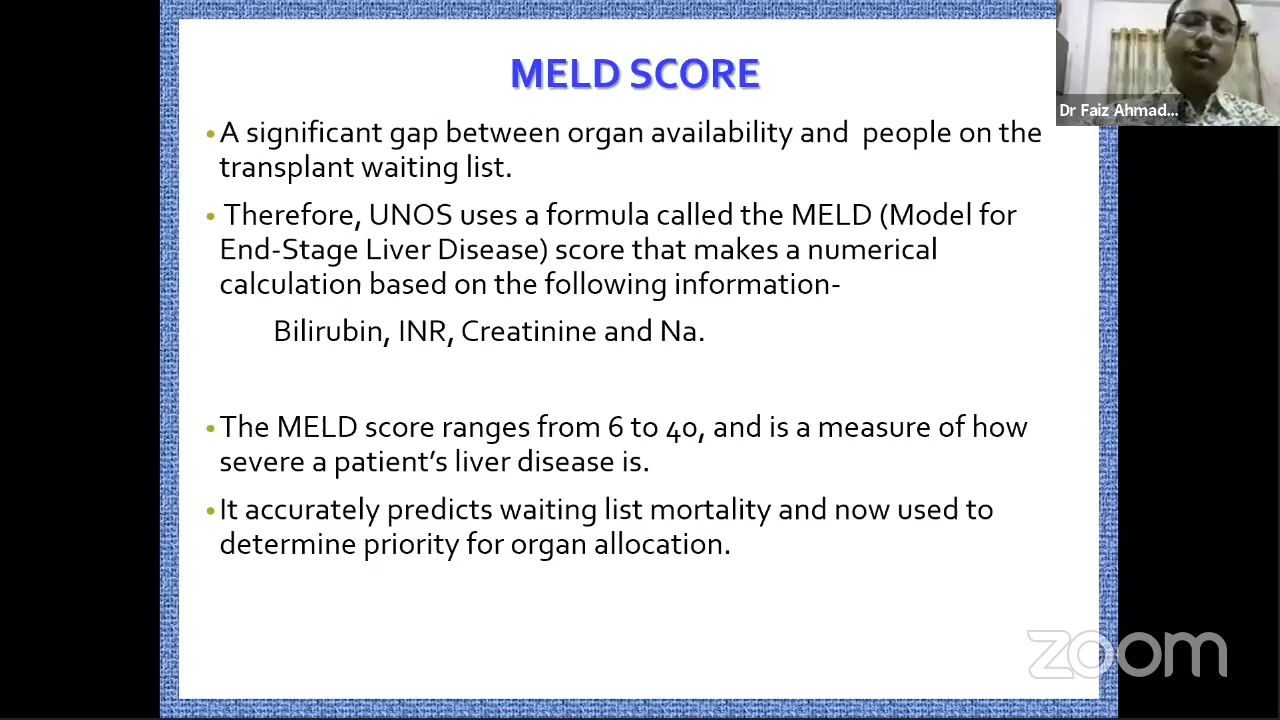 MELD SCORE
Dr Faiz Ahmad...
•A significant gap between organ availability and people on the
transplant waiting list.
• Therefore, UNOS uses a formula called the MELD (Model for
End-Stage Liver Disease) score that makes a numerical
calculation based on the following information-
Bilirubin, INR, Creatinine and Na.
•The MELD score ranges from 6 to 40, and is a measure of how
severe a patient’s liver disease is.
•It accurately predicts waiting list mortality and now used to
determine priority for organ allocation.
zoom